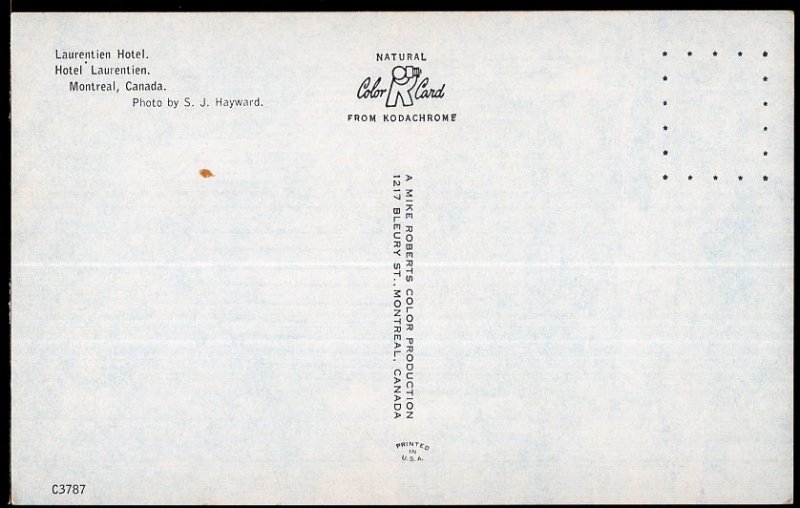 Laurentien Hotel.
Hotel Laurentien.
Montreal, Canada.
Photo by S. J. Hayward.
NATURAL
Color Card
FROM KODACHROME
A MIKE ROBERTS COLOR PRODUCTION
1217 BLEURY ST., MONTREAL, CANADA
PRINTED
IN
U.S.A.
C3787